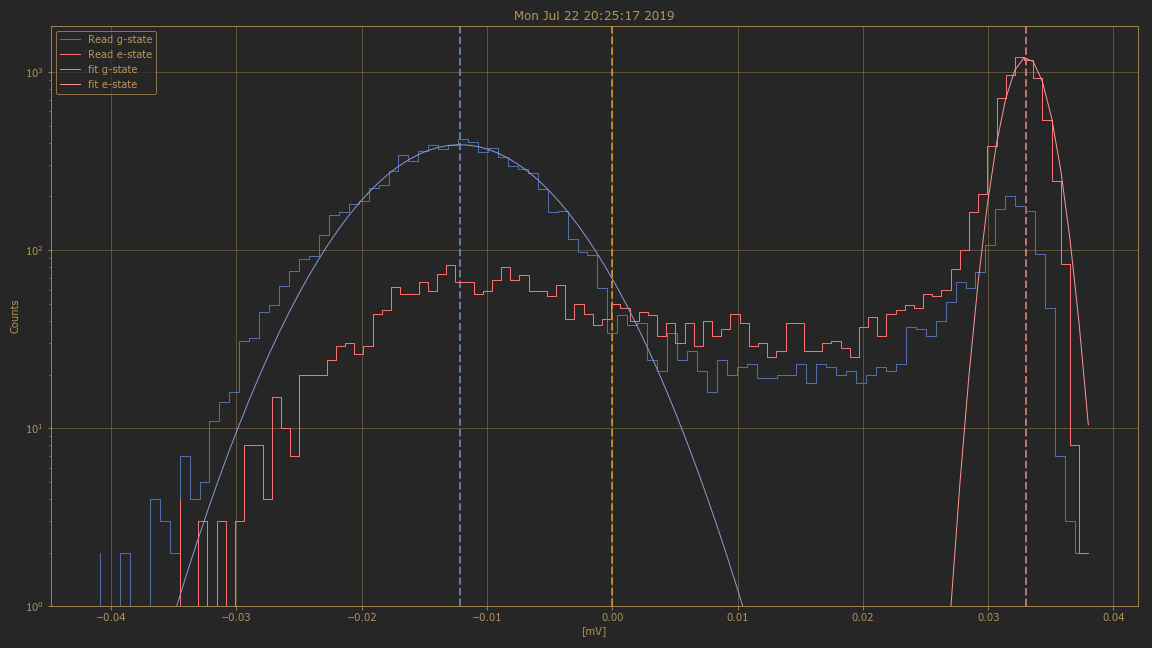 Mon Jul 22 20:25:17 2019
Read g-state
Read e-state
fit g-state
fit e-state
Counts
10³
10²
10¹
10⁰
−0.04 −0.03 −0.02 −0.01 0.00 0.01 0.02 0.03 0.04
[mV]